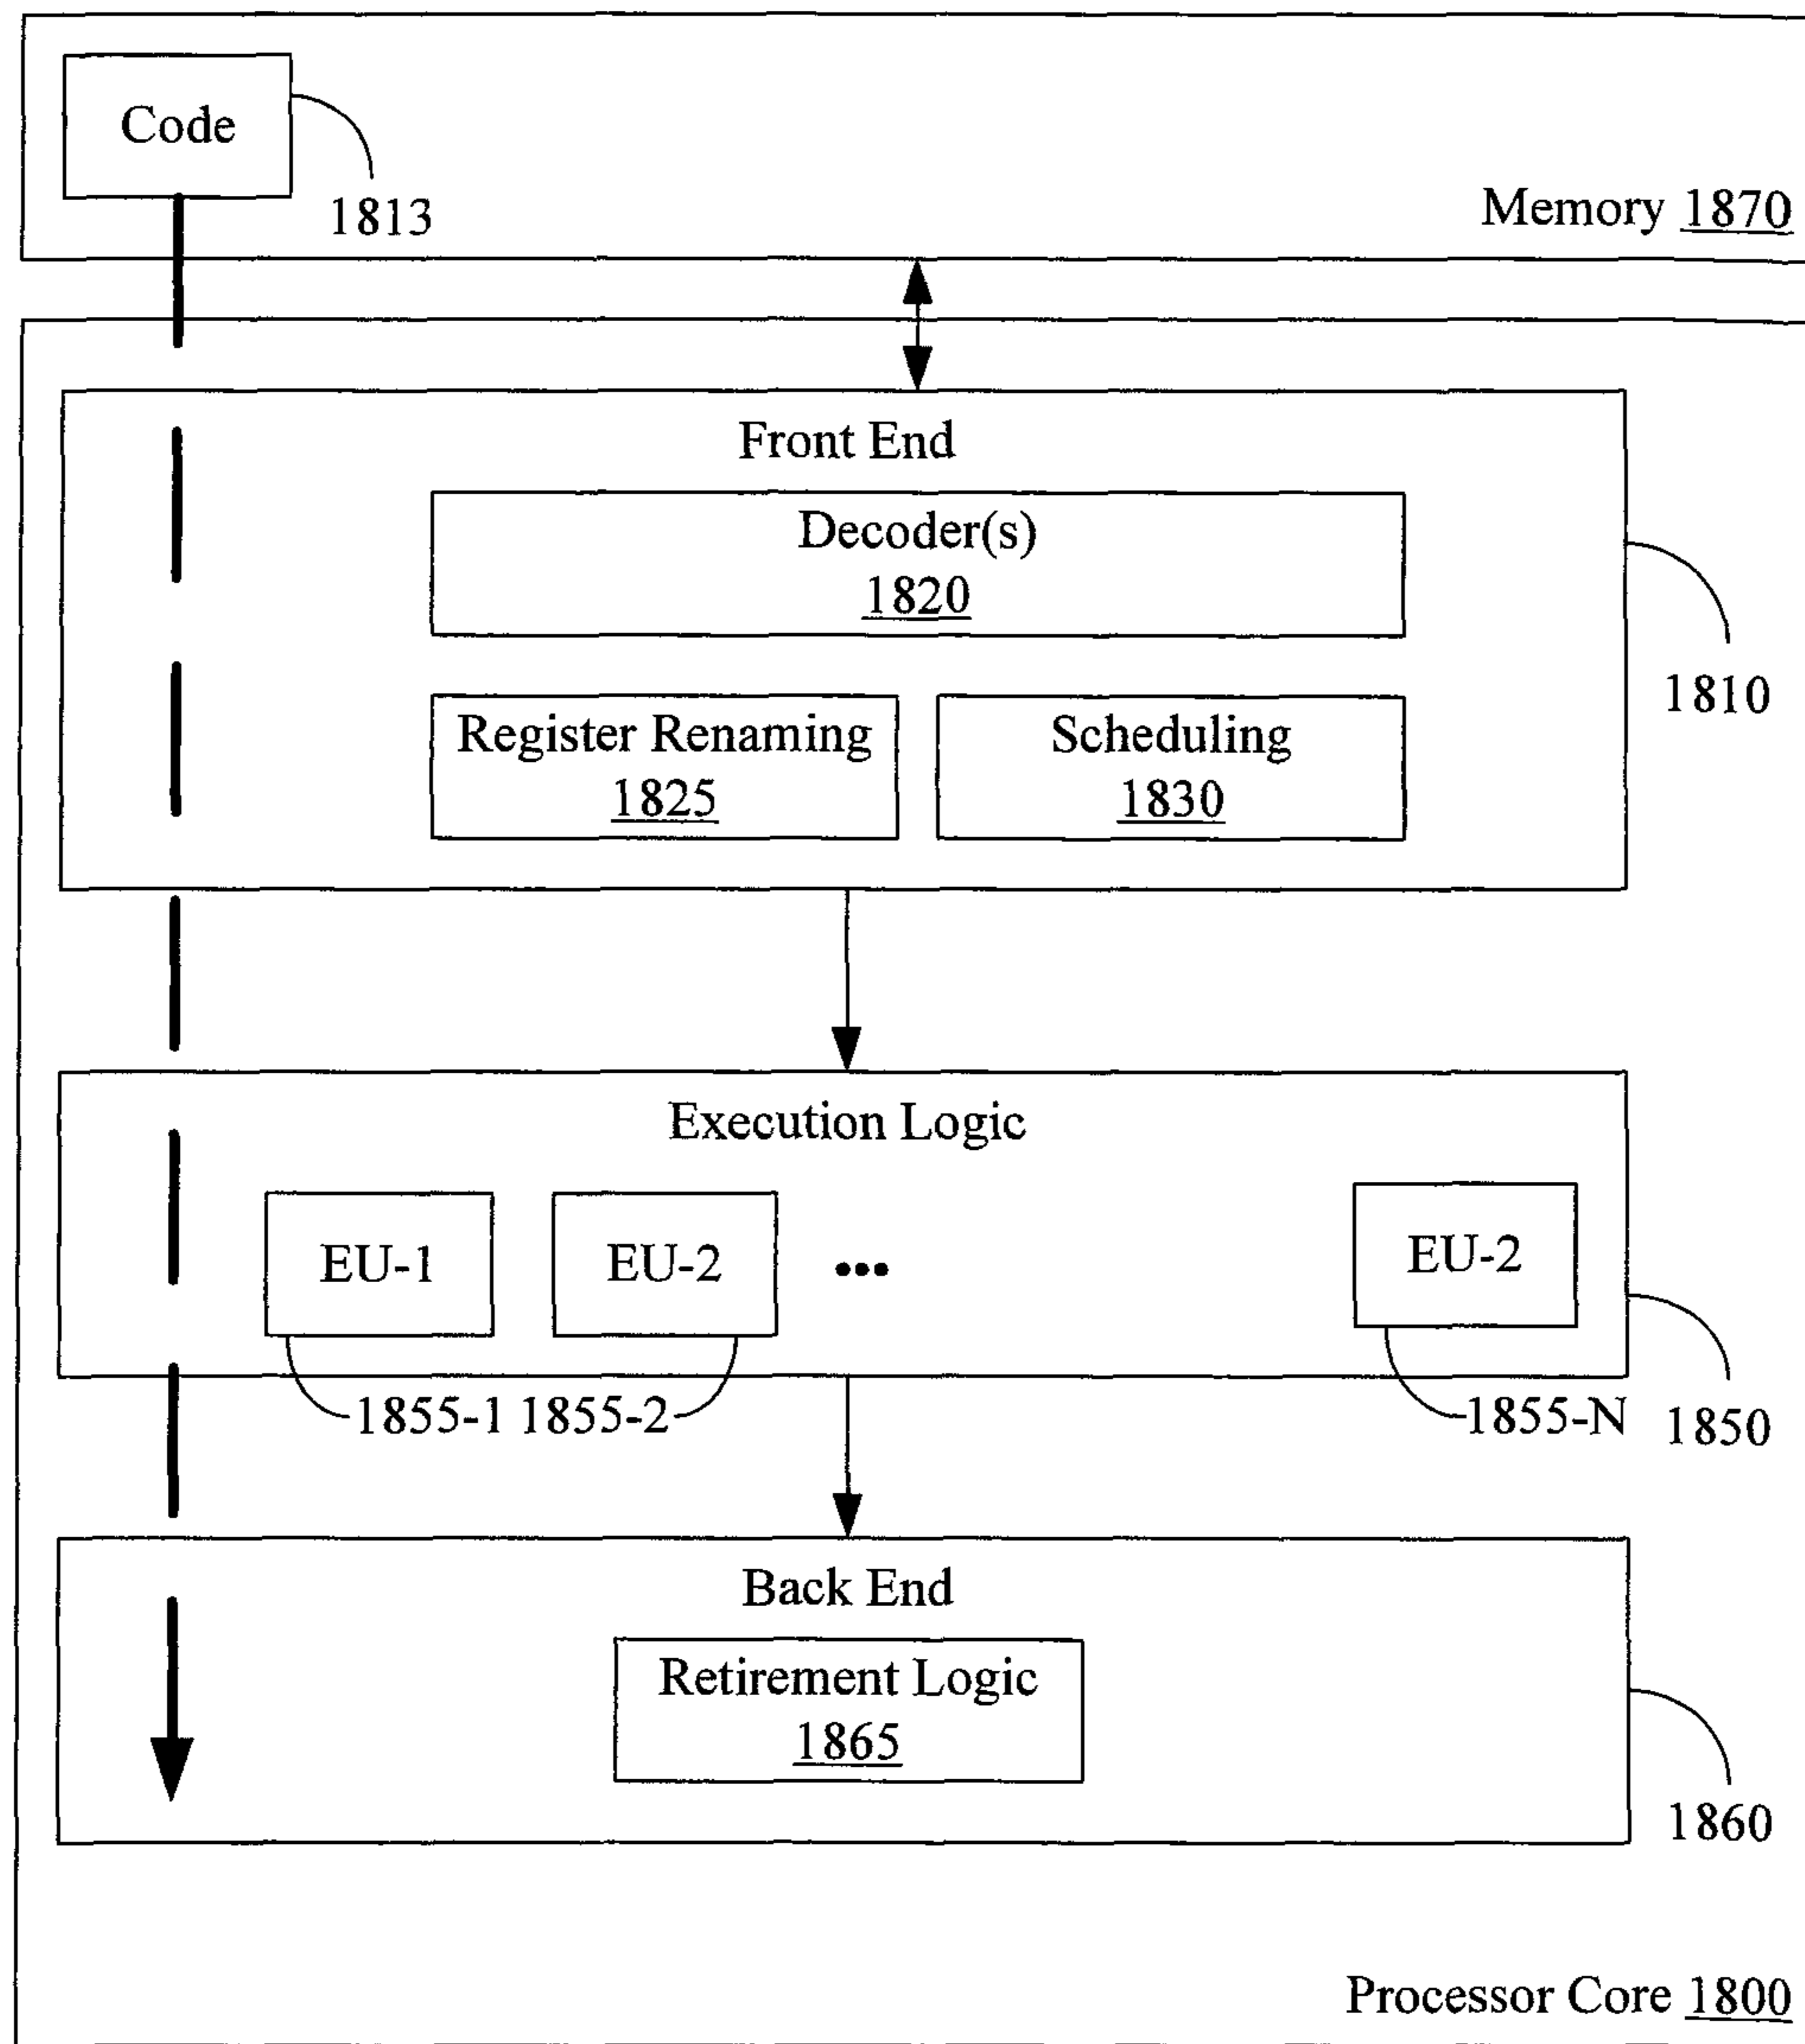 Code
1813
Memory 1870
Front End
Decoder(s)
1820
1810
Register Renaming
1825
Scheduling
1830
Execution Logic
EU-1
EU-2
•••
EU-2
1855-1 1855-2
1855-N
1850
Back End
Retirement Logic
1865
1860
Processor Core 1800